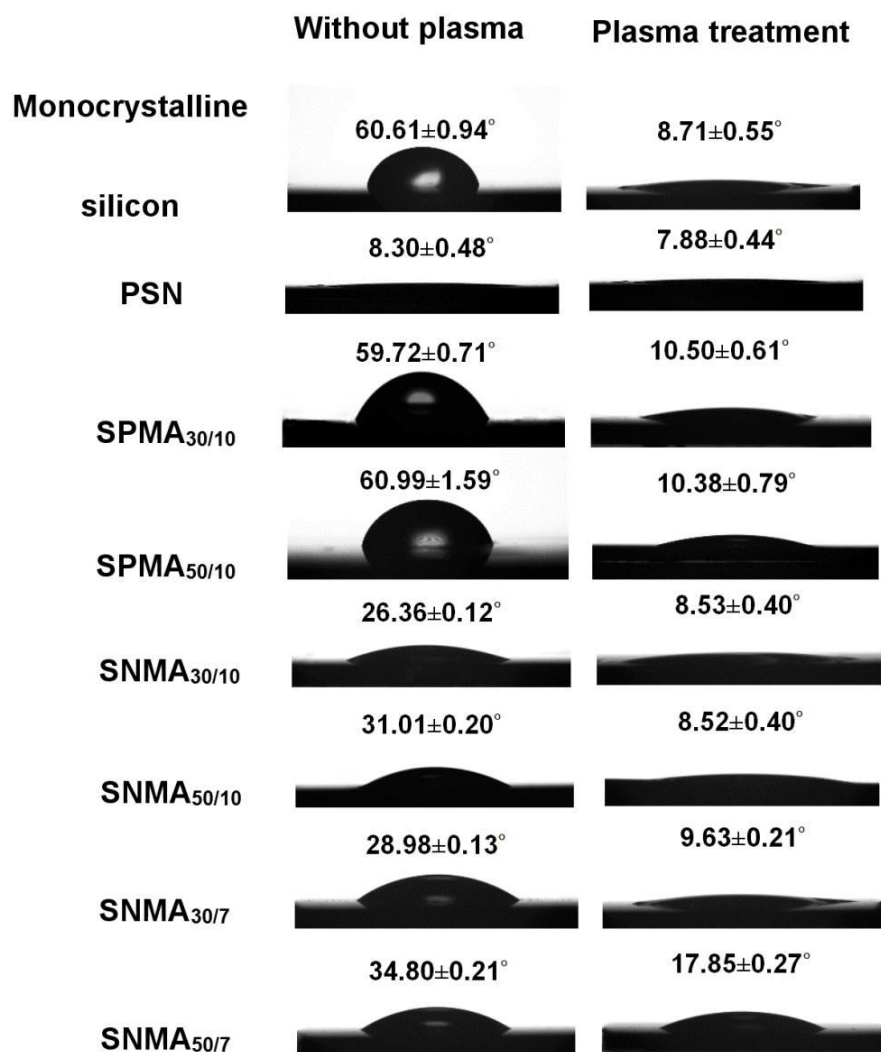 Without plasma Plasma treatment
Monocrystalline
60.61±0.94° 8.71±0.55°
silicon
8.30±0.48° 7.88±0.44°
PSN
59.72±0.71° 10.50±0.61°
SPMA30/10
60.99±1.59° 10.38±0.79°
SPMA50/10
26.36±0.12° 8.53±0.40°
SNMA30/10
31.01±0.20° 8.52±0.40°
SNMA50/10
28.98±0.13° 9.63±0.21°
SNMA30/7
34.80±0.21° 17.85±0.27°
SNMA50/7